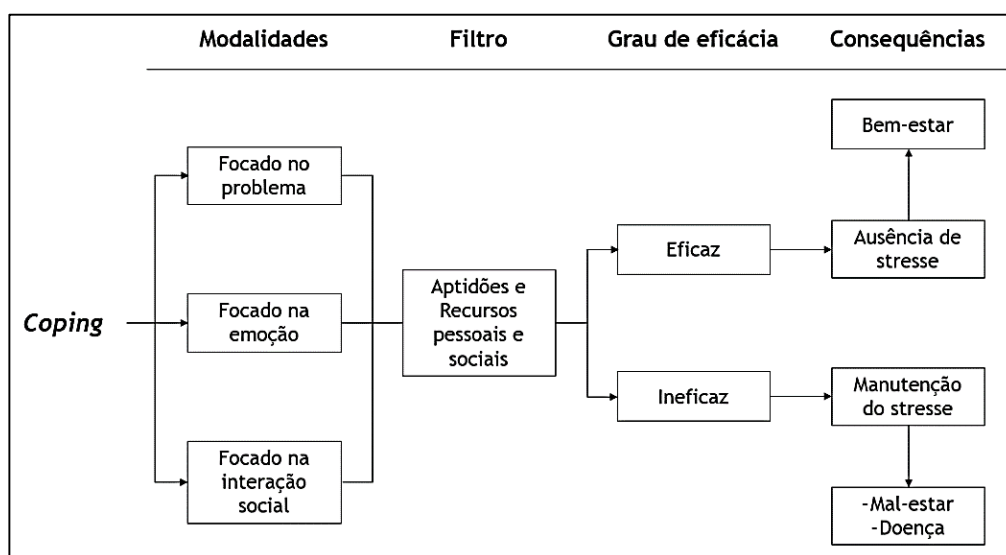 Modalidades
Filtro
Grau de eficácia
Consequências
Bem-estar
Focado no
problema
Eficaz
Ausência de
stresse
Coping
Focado na
emoção
Aptidões e
Recursos
pessoais e
sociais
Ineficaz
Manutenção
do stresse
Focado na
interação
social
-Mal-estar
-Doença